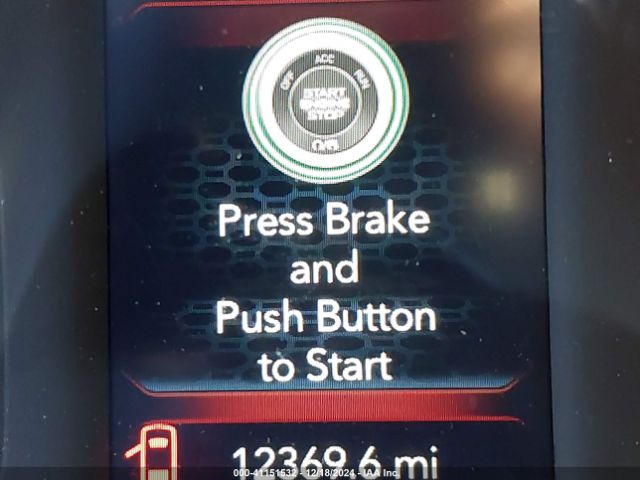 OFF
ACC
RUN
START
STOP
Press Brake
and
Push Button
to Start
12369.6 mi
000-41151532 - 12/18/2024 - IAA Inc.